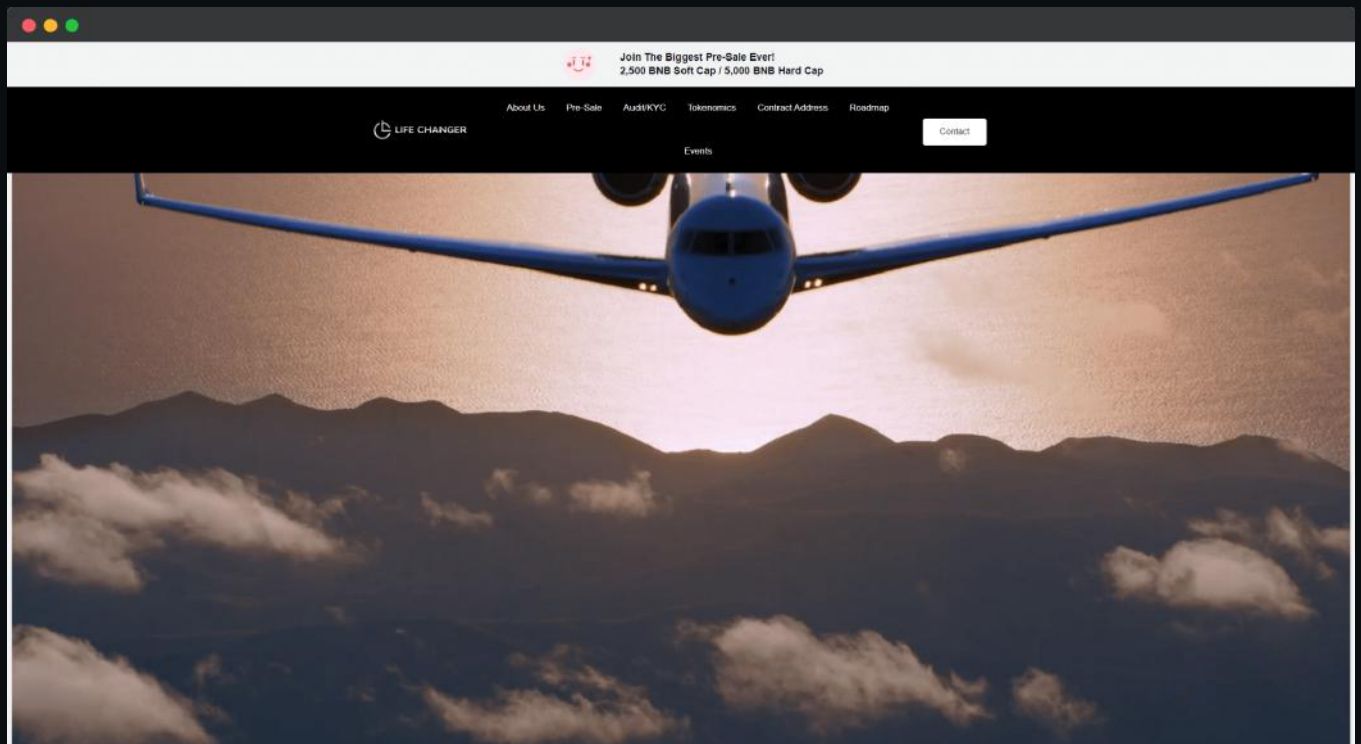 Join The Biggest Pre-Sale Ever!
2,500 BNB Soft Cap / 5,000 BNB Hard Cap
LIFE CHANGER
About Us Pre-Sale Audit/KYC Tokenomics Contract Address Roadmap
Events
Contact